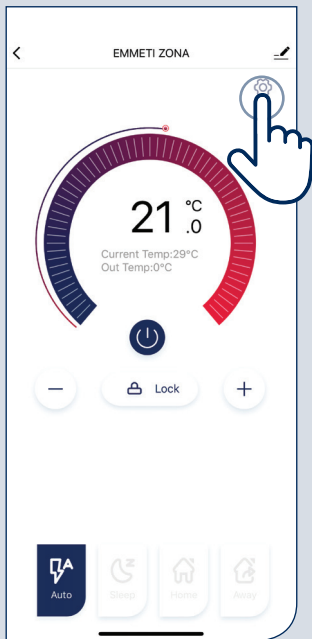 EMMETI ZONA
21.0 °C
Current Temp:29°C
Out Temp:0°C
Lock
Auto
Sleep
Home
Away